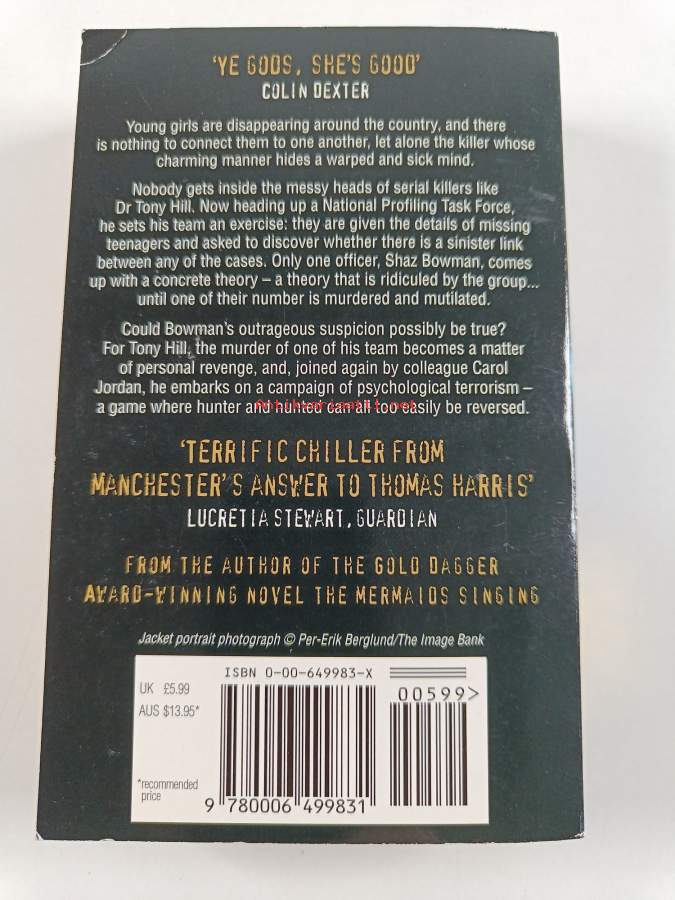 'YE GODS, SHE'S GOOD'
COLIN DEXTER
Young girls are disappearing around the country, and there
is nothing to connect them to one another, let alone the killer whose
charming manner hides a warped and sick mind.
Nobody gets inside the messy heads of serial killers like
Dr Tony Hill. Now heading up a National Profiling Task Force,
he sets his team an exercise: they are given the details of missing
teenagers and asked to discover whether there is a sinister link
between any of the cases. Only one officer, Shaz Bowman, comes
up with a concrete theory – a theory that is ridiculed by the group...
until one of their number is murdered and mutilated.
Could Bowman's outrageous suspicion possibly be true?
For Tony Hill, the murder of one of his team becomes a matter
of personal revenge, and, joined again by colleague Carol
Jordan, he embarks on a campaign of psychological terrorism –
a game where hunter and hunted can all too easily be reversed.
Antikvariaatti.net
'TERRIFIC CHILLER FROM
MANCHESTER'S ANSWER TO THOMAS HARRIS'
LUCRETIA STEWART, GUARDIAN
FROM THE AUTHOR OF THE GOLD DAGGER
AWARD-WINNING NOVEL THE MERMAIDS SINGING
Jacket portrait photograph © Per-Erik Berglund/The Image Bank
ISBN 0-00-649983-X
UK £5.99
AUS $13.95*
*recommended
price
00599>
9 780006 499831